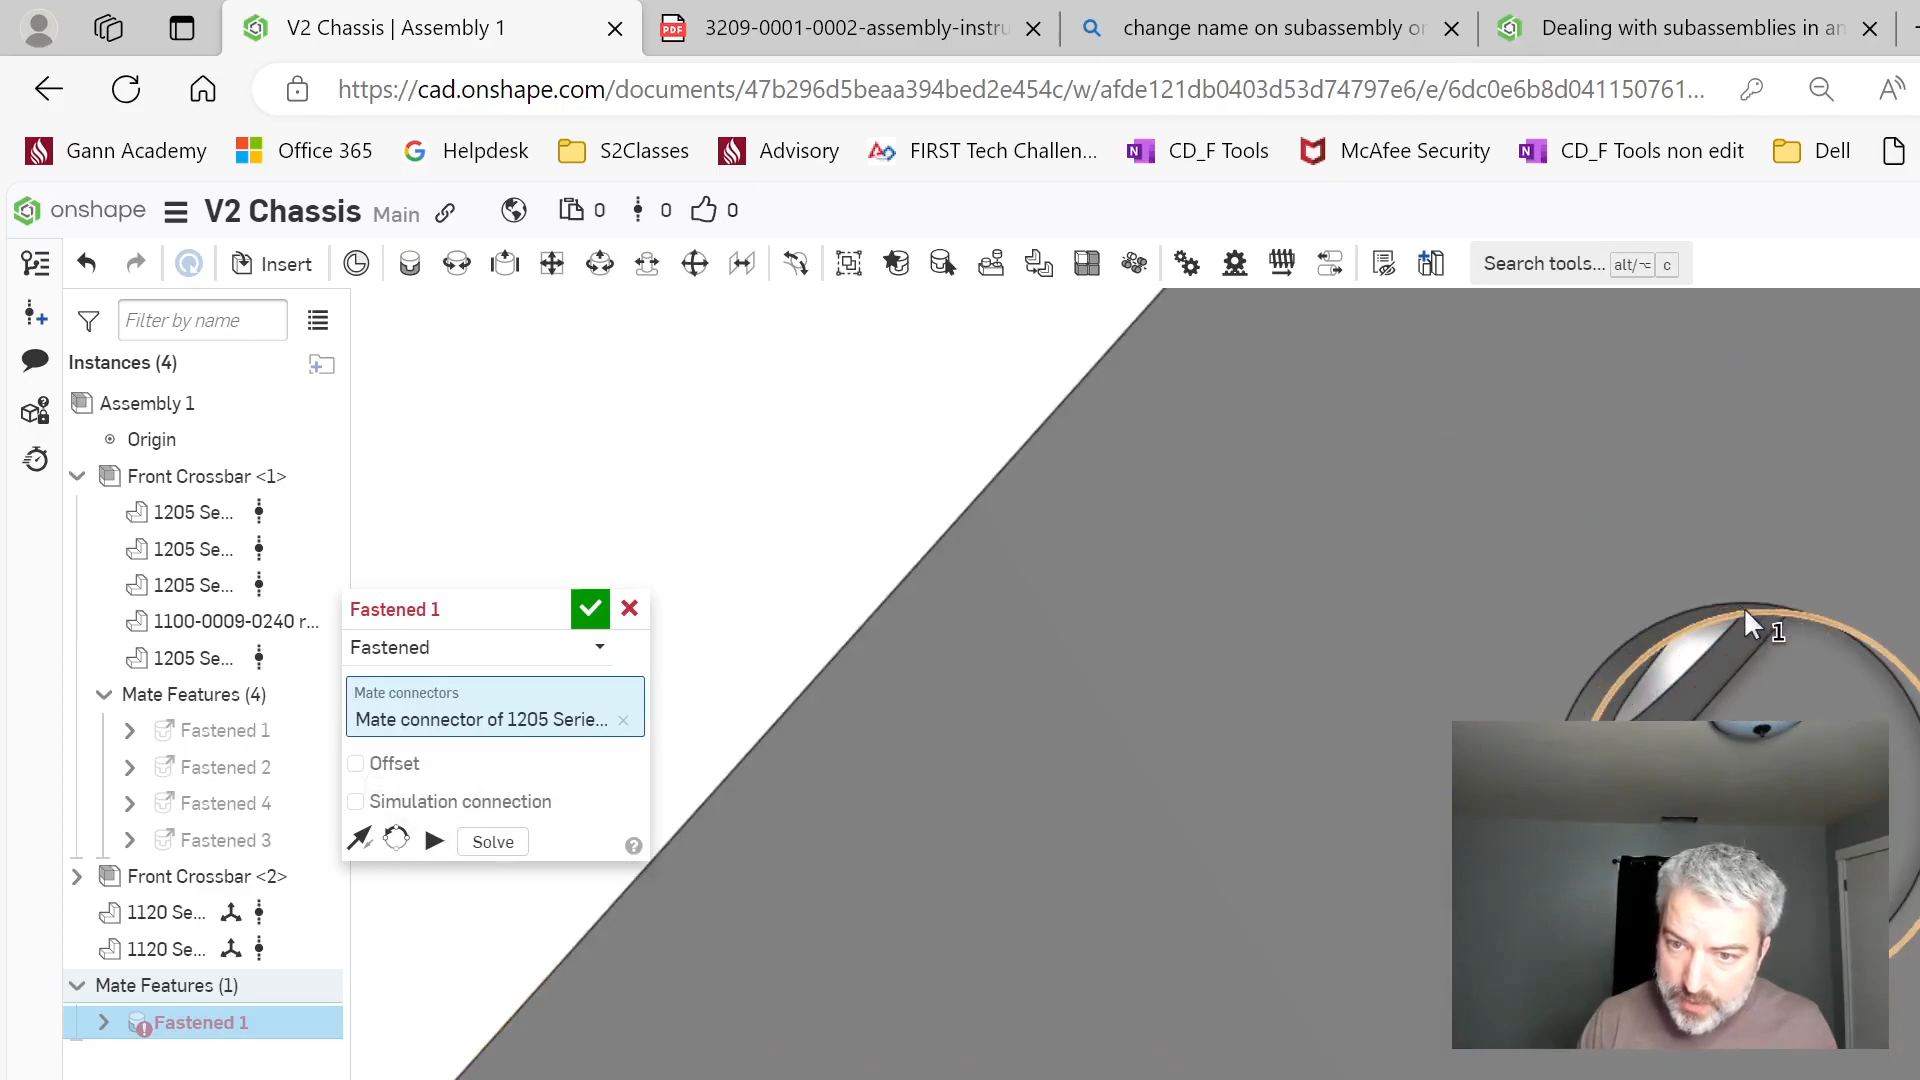 V2 Chassis | Assembly 1
3209-0001-0002-assembly-instru
change name on subassembly or
Dealing with subassemblies in an
https://cad.onshape.com/documents/47b296d5beaa394bed2e454c/w/afde121db0403d53d74797e6/e/6dc0e6b8d041150761...
Gann Academy
Office 365
Helpdesk
S2Classes
Advisory
FIRST Tech Challen...
CD_F Tools
McAfee Security
CD_F Tools non edit
Dell
onshape
V2 Chassis Main
0
0
0
Insert
Search tools... alt/⌥ c
Filter by name
Instances (4)
Assembly 1
Origin
Front Crossbar <1>
1205 Se...
1205 Se...
1205 Se...
1100-0009-0240 r...
1205 Se...
Mate Features (4)
Fastened 1
Fastened 2
Fastened 4
Fastened 3
Front Crossbar <2>
1120 Se...
1120 Se...
Mate Features (1)
Fastened 1
Fastened 1
Fastened
Mate connectors
Mate connector of 1205 Serie...
Offset
Simulation connection
Solve
1